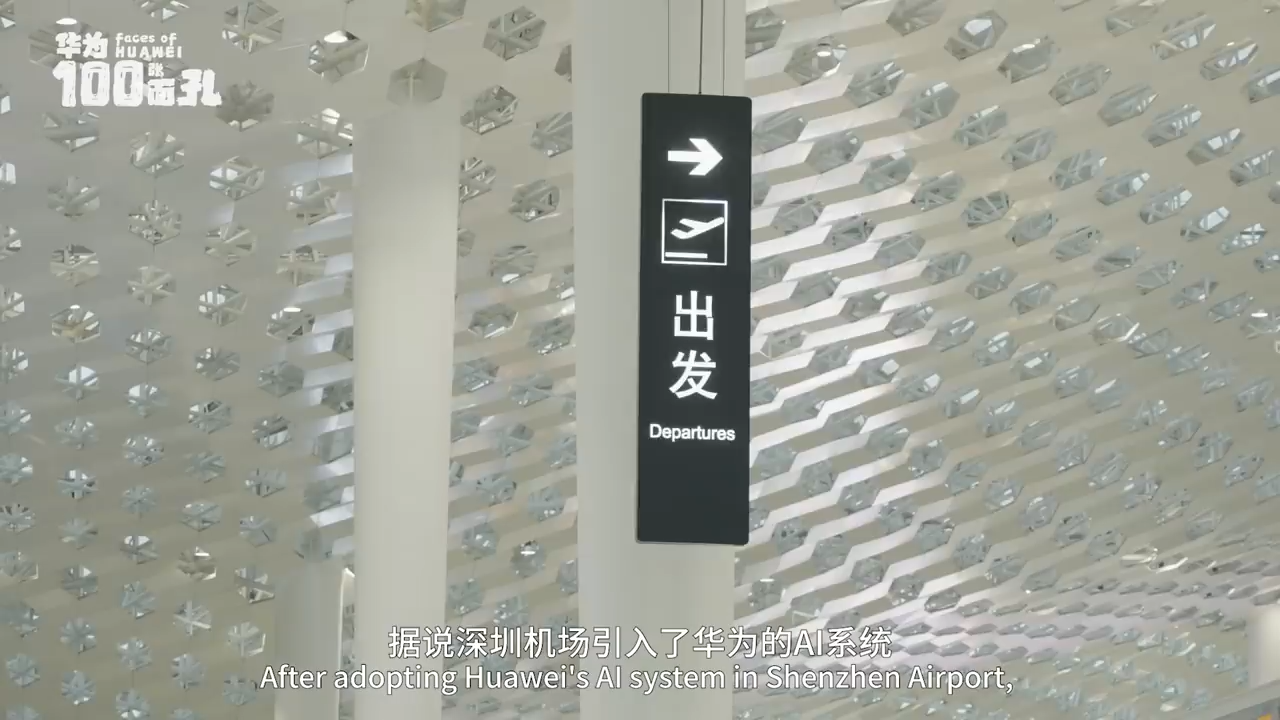 华为 faces of
HUAWEI
100张面孔
出
发
Departures
据说深圳机场引入了华为的AI系统
After adopting Huawei's AI system in Shenzhen Airport,